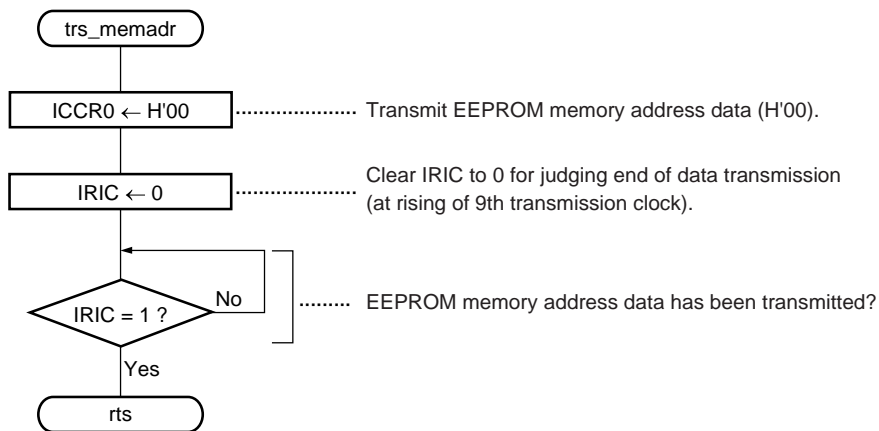 trs_memadr
ICCR0 ← H'00
Transmit EEPROM memory address data (H'00).
IRIC ← 0
Clear IRIC to 0 for judging end of data transmission
(at rising of 9th transmission clock).
No
IRIC = 1 ?
EEPROM memory address data has been transmitted?
Yes
rts